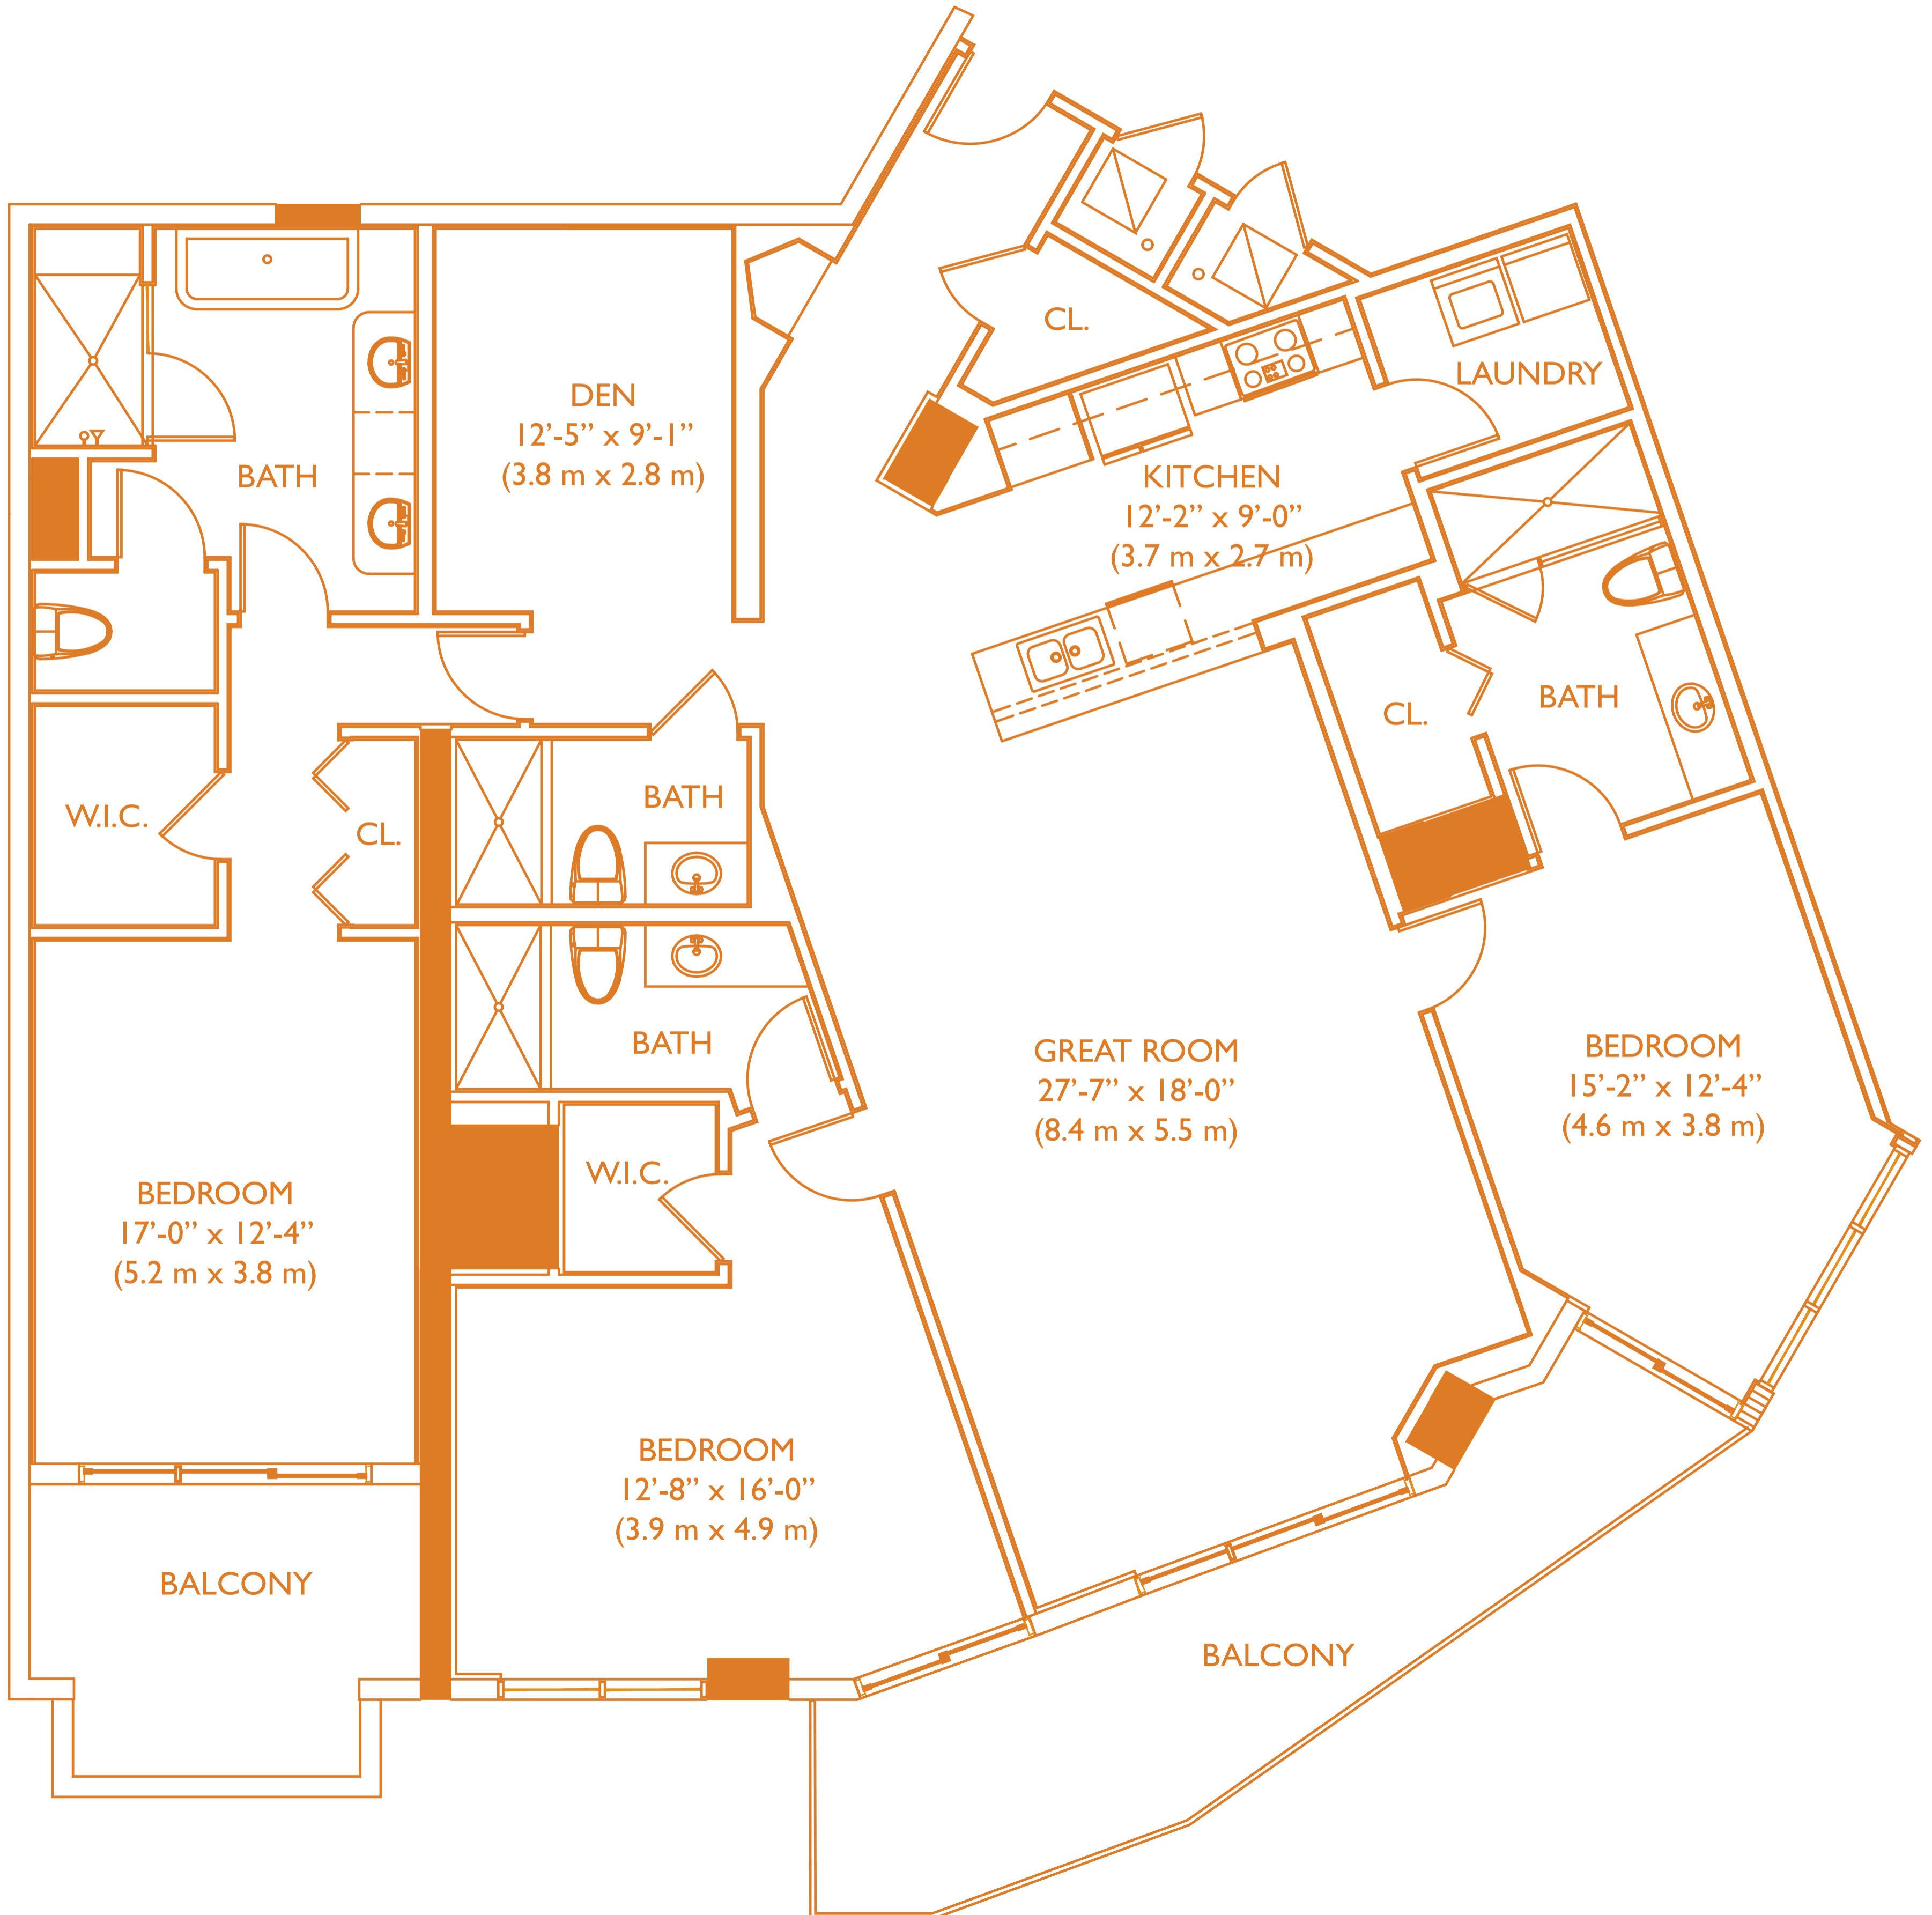 CL.
LAUNDRY
DEN
12’-5” x 9’-1”
(3.8 m x 2.8 m)
BATH
KITCHEN
12’-2” x 9’-0”
(3.7 m x 2.7 m)
BATH
CL.
BATH
W.I.C.
CL.
BATH
GREAT ROOM
27’-7” x 18’-0”
(8.4 m x 5.5 m)
BEDROOM
15’-2” x 12’-4”
(4.6 m x 3.8 m)
W.I.C.
BEDROOM
17’-0” x 12’-4”
(5.2 m x 3.8 m)
BEDROOM
12’-8” x 16’-0”
(3.9 m x 4.9 m)
BALCONY
BALCONY